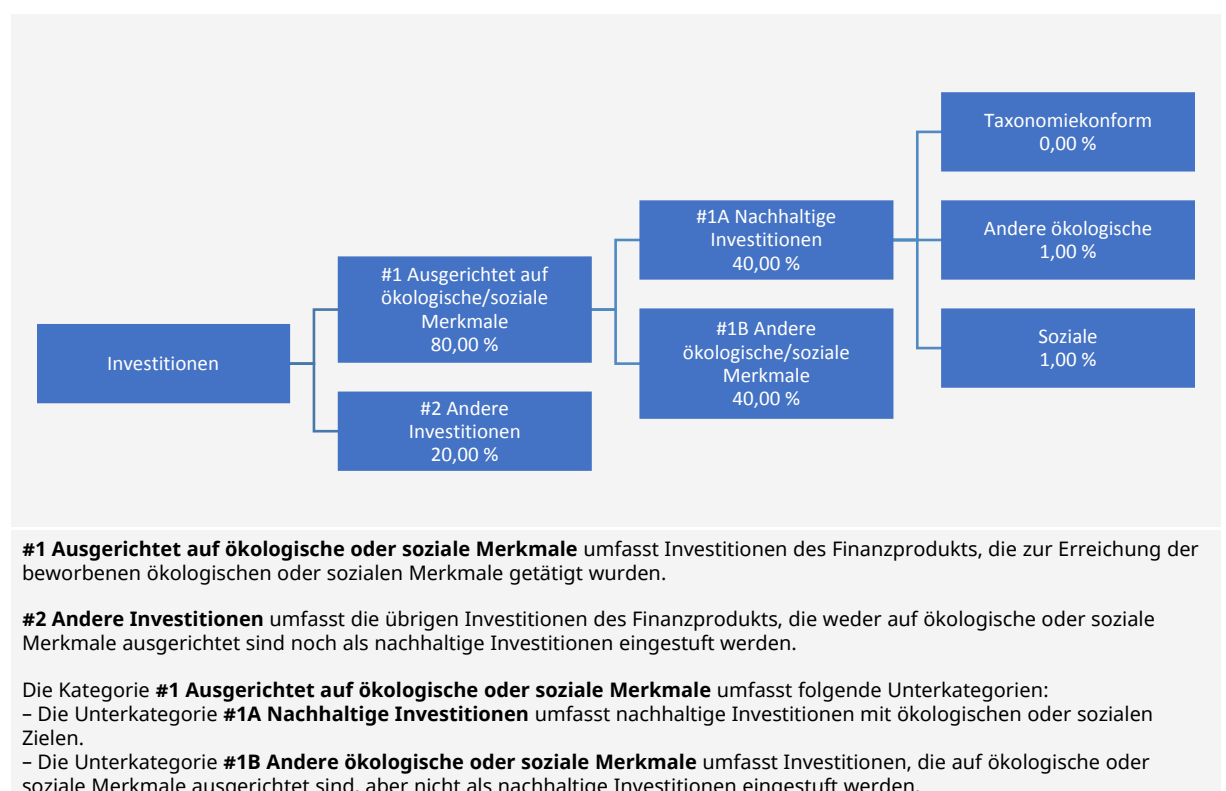 Taxonomiekonform
0,00 %
#1A Nachhaltige
Investitionen
40,00 %
Andere ökologische
1,00 %
#1 Ausgerichtet auf
ökologische/soziale
Merkmale
80,00 %
Investitionen
#1B Andere
ökologische/soziale
Merkmale
40,00 %
Soziale
1,00 %
#2 Andere
Investitionen
20,00 %
#1 Ausgerichtet auf ökologische oder soziale Merkmale umfasst Investitionen des Finanzprodukts, die zur Erreichung der
beworbenen ökologischen oder sozialen Merkmale getätigt wurden.
#2 Andere Investitionen umfasst die übrigen Investitionen des Finanzprodukts, die weder auf ökologische oder soziale
Merkmale ausgerichtet sind noch als nachhaltige Investitionen eingestuft werden.
Die Kategorie #1 Ausgerichtet auf ökologische oder soziale Merkmale umfasst folgende Unterkategorien:
– Die Unterkategorie #1A Nachhaltige Investitionen umfasst nachhaltige Investitionen mit ökologischen oder sozialen
Zielen.
– Die Unterkategorie #1B Andere ökologische oder soziale Merkmale umfasst Investitionen, die auf ökologische oder
soziale Merkmale ausgerichtet sind, aber nicht als nachhaltige Investitionen eingestuft werden.